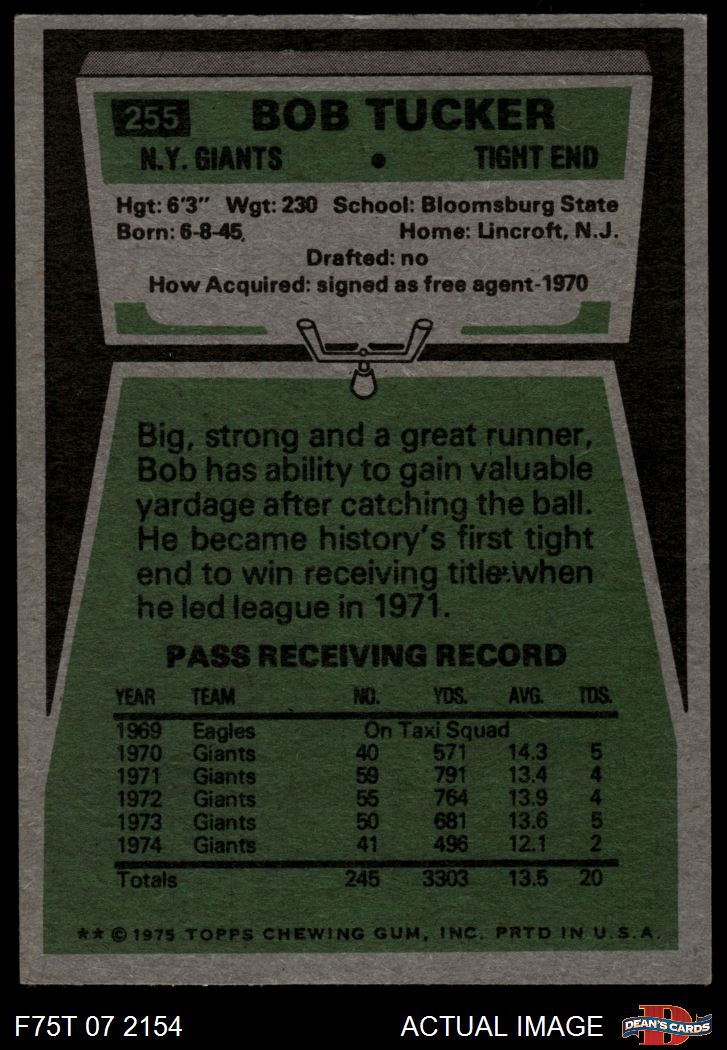 255 BOB TUCKER
N.Y. GIANTS • TIGHT END
Hgt: 6'3" Wgt: 230 School: Bloomsburg State
Born: 6-8-45, Home: Lincroft, N.J.
Drafted: no
How Acquired: signed as free agent-1970
Big, strong and a great runner,
Bob has ability to gain valuable
yardage after catching the ball.
He became history's first tight
end to win receiving title when
he led league in 1971.
PASS RECEIVING RECORD
YEAR TEAM NO. YDS. AVG. TDS.
1969 Eagles On Taxi Squad
1970 Giants 40 571 14.3 5
1971 Giants 59 791 13.4 4
1972 Giants 55 764 13.9 4
1973 Giants 50 681 13.6 5
1974 Giants 41 496 12.1 2
Totals 245 3303 13.5 20
** © 1975 TOPPS CHEWING GUM, INC. PRTD IN U.S.A.
F75T 07 2154 ACTUAL IMAGE D DEAN'S CARDS